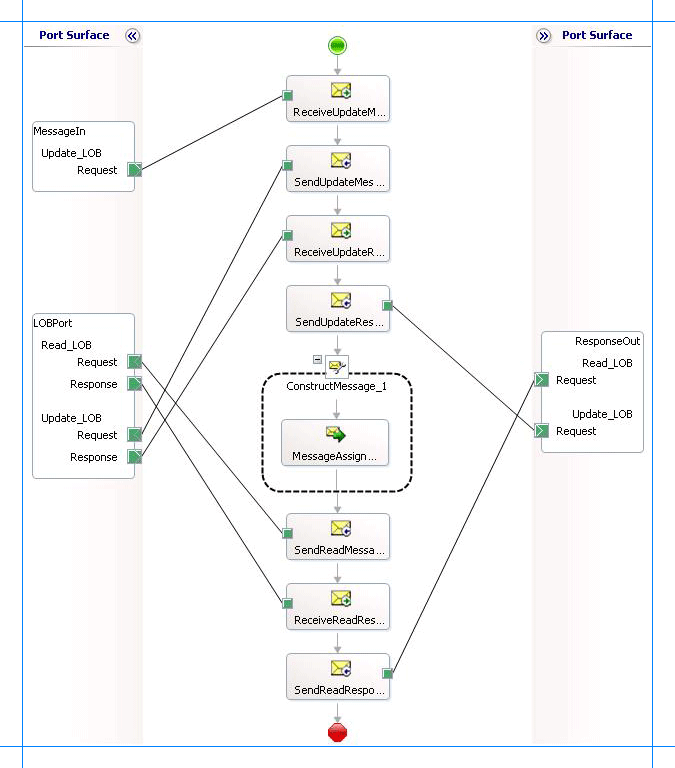 Port Surface
Port Surface
ReceiveUpdateM...
MessageIn
Update_LOB
Request
SendUpdateMes...
ReceiveUpdateR...
SendUpdateRes...
LOBPort
Read_LOB
Request
Response
Update_LOB
Request
Response
ResponseOut
Read_LOB
Request
Update_LOB
Request
ConstructMessage_1
MessageAssign...
SendReadMessa...
ReceiveReadRes...
SendReadRespo...